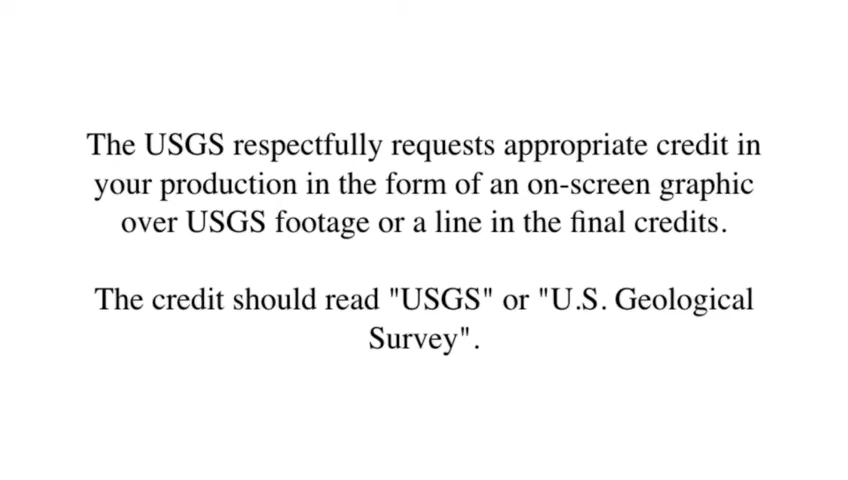 The USGS respectfully requests appropriate credit in
your production in the form of an on-screen graphic
over USGS footage or a line in the final credits.
The credit should read "USGS" or "U.S. Geological
Survey".